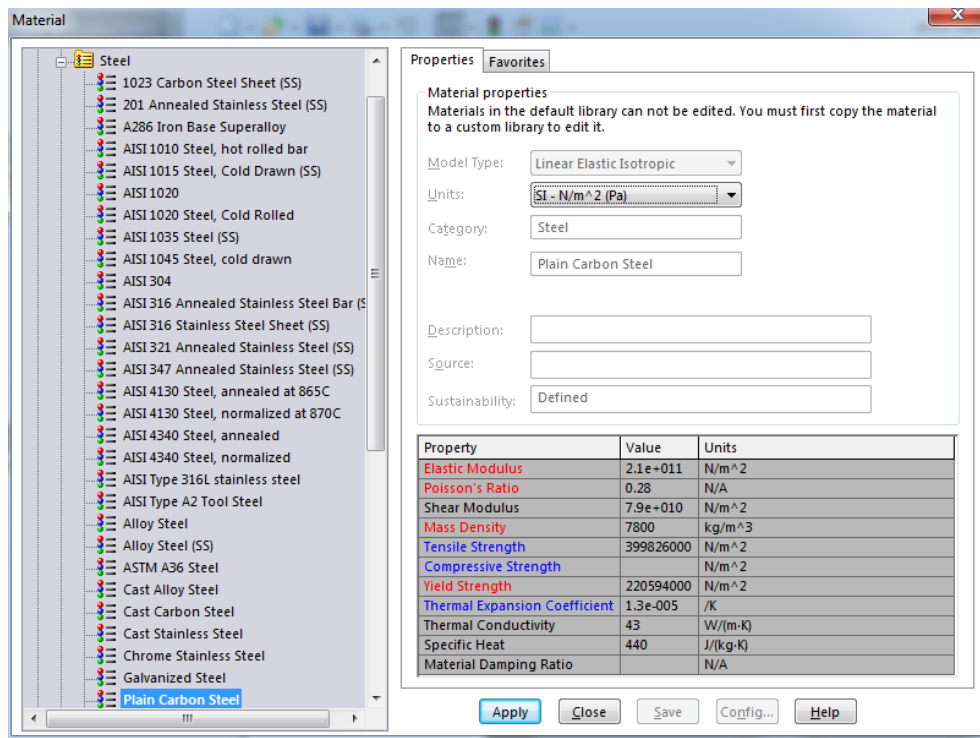 Material
Steel
1023 Carbon Steel Sheet (SS)
201 Annealed Stainless Steel (SS)
A286 Iron Base Superalloy
AISI 1010 Steel, hot rolled bar
AISI 1015 Steel, Cold Drawn (SS)
AISI 1020
AISI 1020 Steel, Cold Rolled
AISI 1035 Steel (SS)
AISI 1045 Steel, cold drawn
AISI 304
AISI 316 Annealed Stainless Steel Bar (S
AISI 316 Stainless Steel Sheet (SS)
AISI 321 Annealed Stainless Steel (SS)
AISI 347 Annealed Stainless Steel (SS)
AISI 4130 Steel, annealed at 865C
AISI 4130 Steel, normalized at 870C
AISI 4340 Steel, annealed
AISI 4340 Steel, normalized
AISI Type 316L stainless steel
AISI Type A2 Tool Steel
Alloy Steel
Alloy Steel (SS)
ASTM A36 Steel
Cast Alloy Steel
Cast Carbon Steel
Cast Stainless Steel
Chrome Stainless Steel
Galvanized Steel
Plain Carbon Steel
Properties Favorites
Material properties
Materials in the default library can not be edited. You must first copy the material
to a custom library to edit it.
Model Type: Linear Elastic Isotropic
Units: SI - N/m^2 (Pa)
Category: Steel
Name: Plain Carbon Steel
Description:
Source:
Sustainability: Defined
Property Value Units
Elastic Modulus 2.1e+011 N/m^2
Poisson's Ratio 0.28 N/A
Shear Modulus 7.9e+010 N/m^2
Mass Density 7800 kg/m^3
Tensile Strength 399826000 N/m^2
Compressive Strength N/m^2
Yield Strength 220594000 N/m^2
Thermal Expansion Coefficient 1.3e-005 /K
Thermal Conductivity 43 W/(m·K)
Specific Heat 440 J/(kg·K)
Material Damping Ratio N/A
Apply Close Save Config... Help